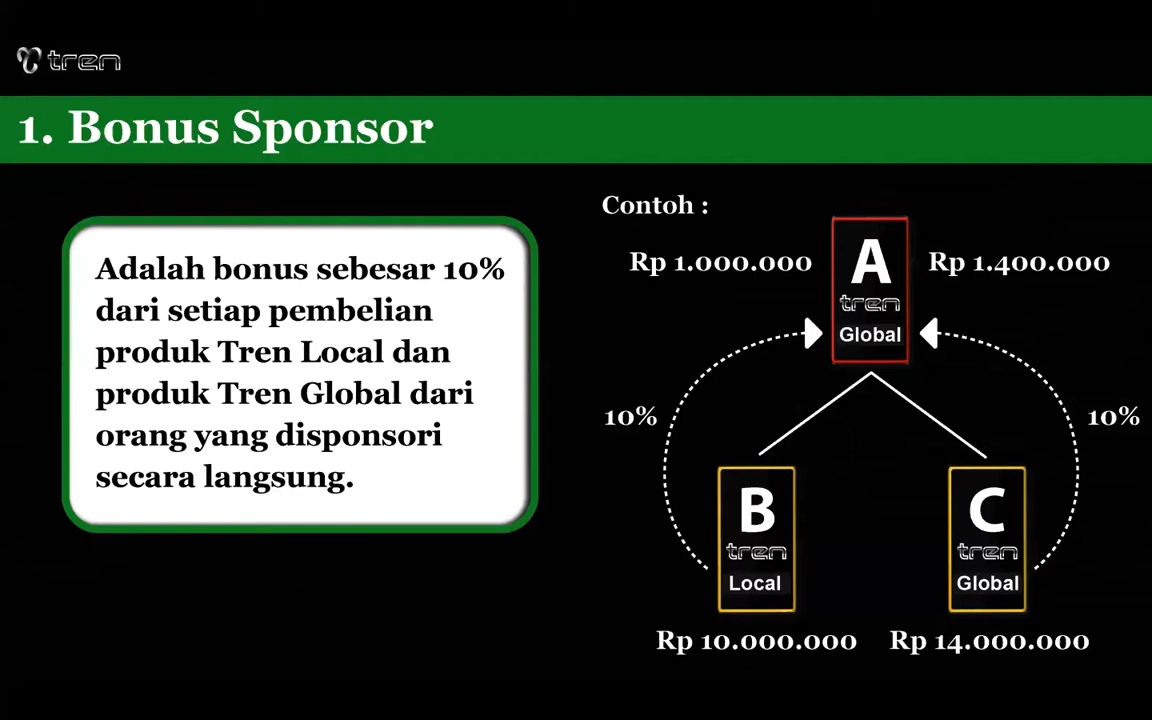 tren
1. Bonus Sponsor
Adalah bonus sebesar 10%
dari setiap pembelian
produk Tren Local dan
produk Tren Global dari
orang yang disponsori
secara langsung.
Contoh :
Rp 1.000.000
A
tren
Global
Rp 1.400.000
10%
10%
B
tren
Local
C
tren
Global
Rp 10.000.000
Rp 14.000.000